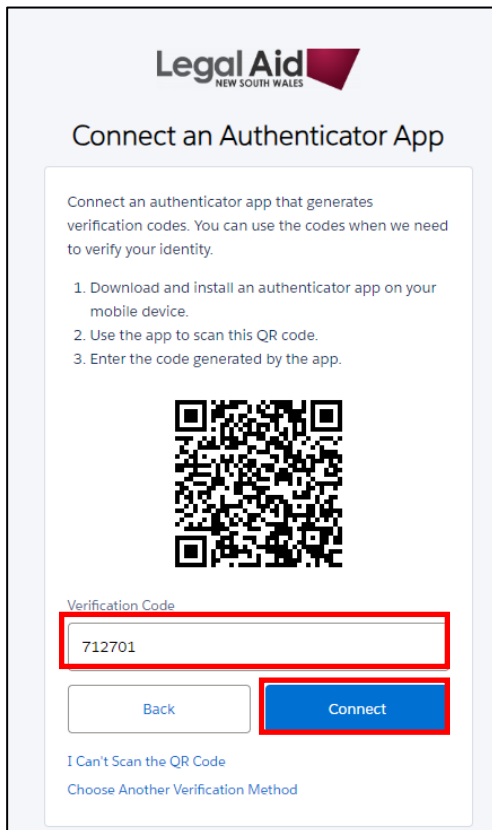 Legal Aid
NEW SOUTH WALES
Connect an Authenticator App
Connect an authenticator app that generates
verification codes. You can use the codes when we need
to verify your identity.
1. Download and install an authenticator app on your
mobile device.
2. Use the app to scan this QR code.
3. Enter the code generated by the app.
Verification Code
712701
Back Connect
I Can't Scan the QR Code
Choose Another Verification Method